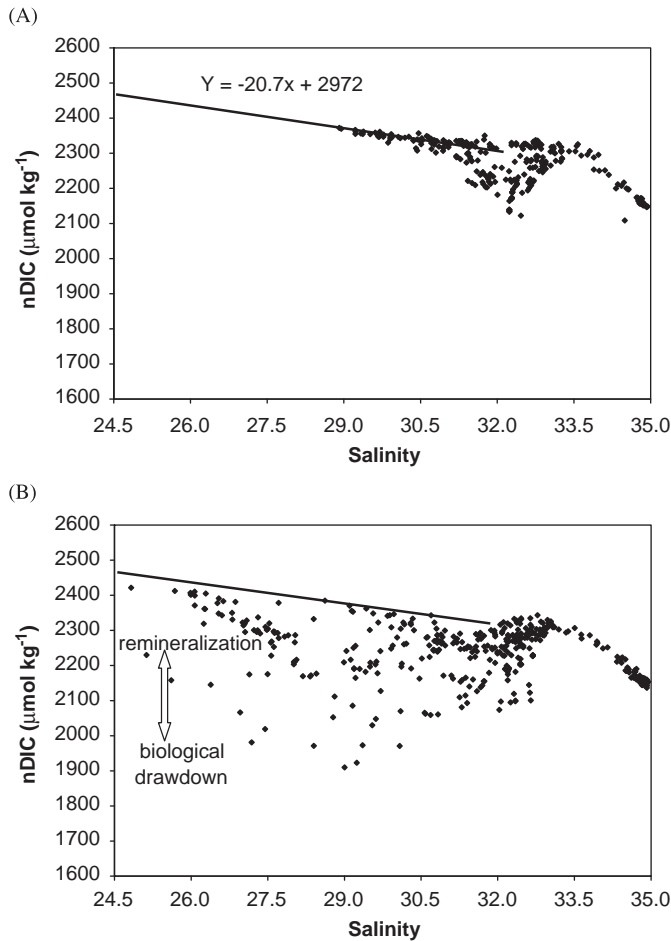 (A)
2600
2500
2400
2300
2200
2100
2000
1900
1800
1700
1600
nDIC (μmol kg⁻¹)
Y = -20.7x + 2972
24.5 26.0 27.5 29.0 30.5 32.0 33.5 35.0
Salinity
(B)
2600
2500
2400
2300
2200
2100
2000
1900
1800
1700
1600
nDIC (μmol kg⁻¹)
remineralization
biological
drawdown
24.5 26.0 27.5 29.0 30.5 32.0 33.5 35.0
Salinity